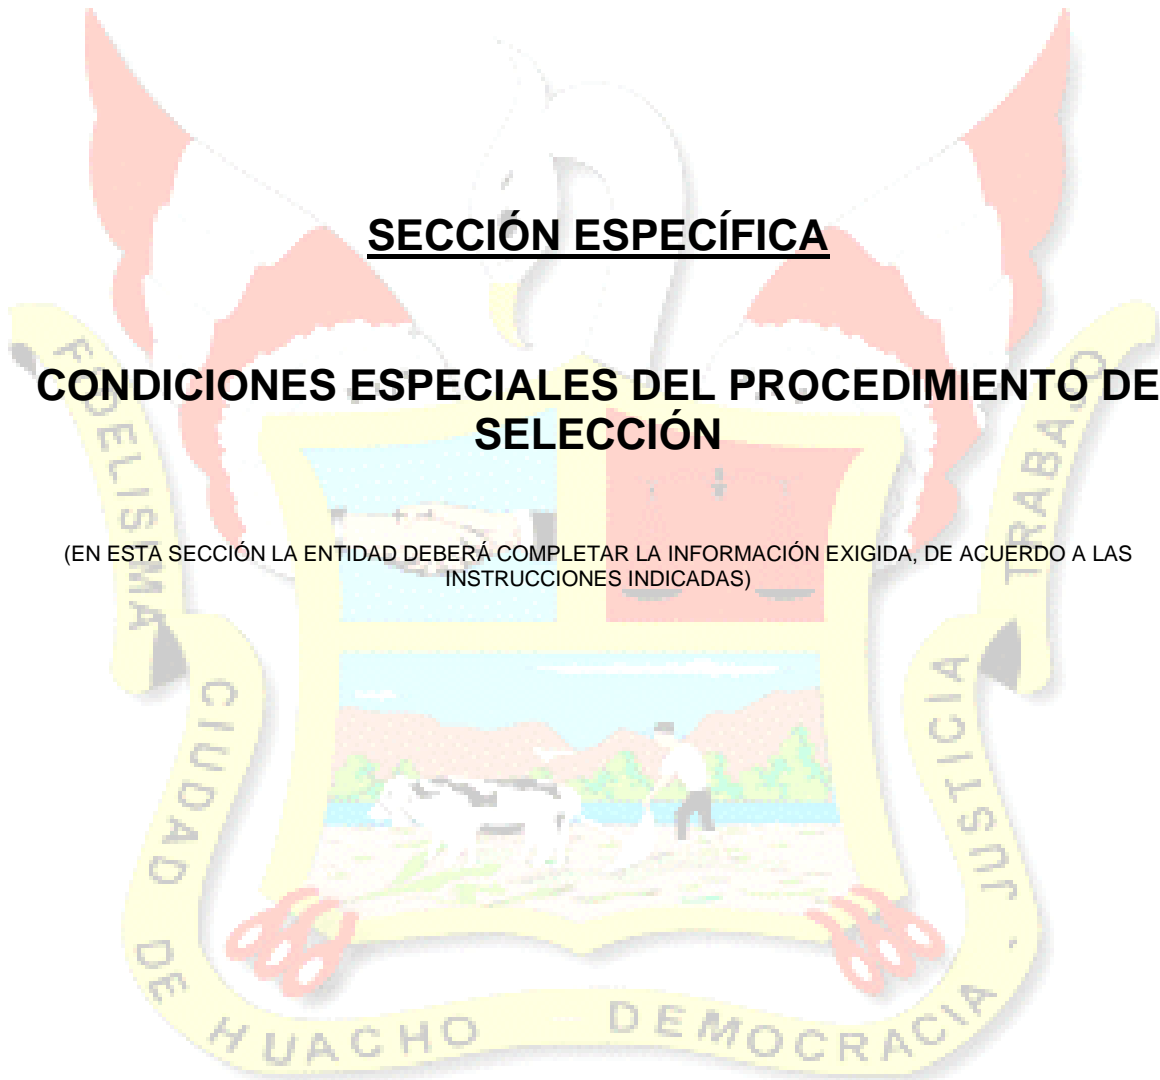 SECCIÓN ESPECÍFICA
CONDICIONES ESPECIALES DEL PROCEDIMIENTO DE
SELECCIÓN
(EN ESTA SECCIÓN LA ENTIDAD DEBERÁ COMPLETAR LA INFORMACIÓN EXIGIDA, DE ACUERDO A LAS
INSTRUCCIONES INDICADAS)
FDELISIMA CIUDAD DE HUACHO DEMOCRACIA - JUSTICIA TRABAJO